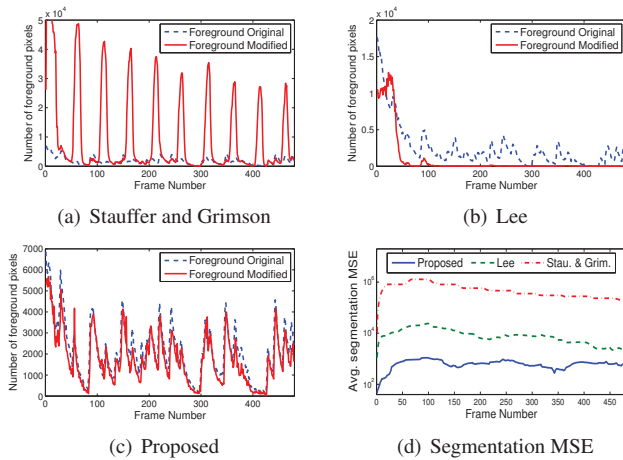 x 10^4
5
4
3
2
1
0
0 100 200 300 400
Number of foreground pixels
Frame Number
Foreground Original
Foreground Modified
(a) Stauffer and Grimson
x 10^4
2
1.5
1
0.5
0
0 100 200 300 400
Number of foreground pixels
Frame Number
Foreground Original
Foreground Modified
(b) Lee
7000
6000
5000
4000
3000
2000
1000
0
0 100 200 300 400
Number of foreground pixels
Frame Number
Foreground Original
Foreground Modified
(c) Proposed
Proposed Lee Stau. & Grim.
10^6
10^4
10^2
0 50 100 150 200 250 300 350 400 450
Avg. segmentation MSE
Frame Number
(d) Segmentation MSE